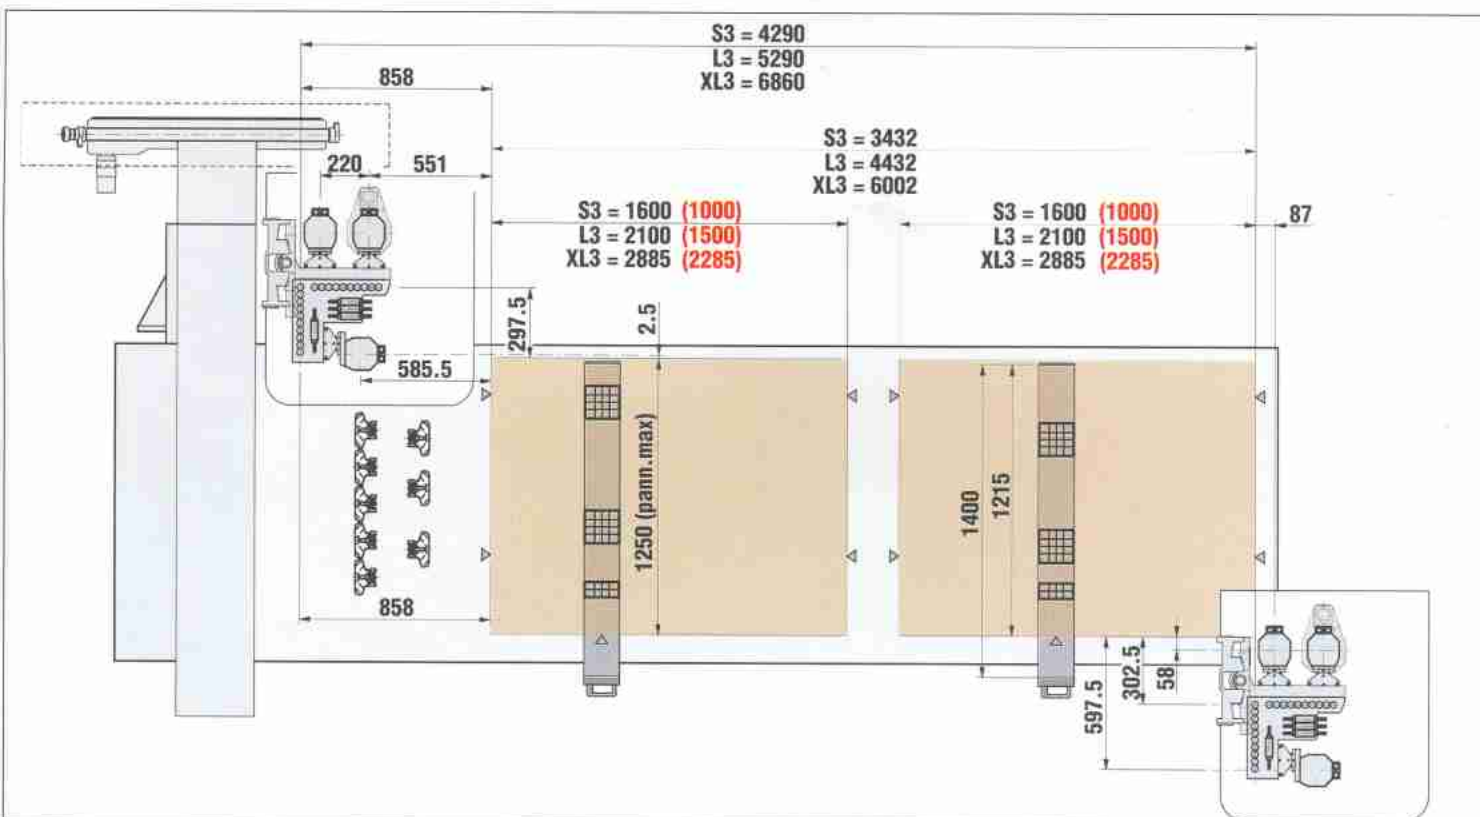 S3 = 4290
L3 = 5290
XL3 = 6860
858
S3 = 3432
L3 = 4432
XL3 = 6002
220
551
S3 = 1600 (1000)
L3 = 2100 (1500)
XL3 = 2885 (2285)
S3 = 1600 (1000)
L3 = 2100 (1500)
XL3 = 2885 (2285)
87
297.5
2.5
585.5
1250 (pann.max)
1400
1215
858
597.5
302.5
58